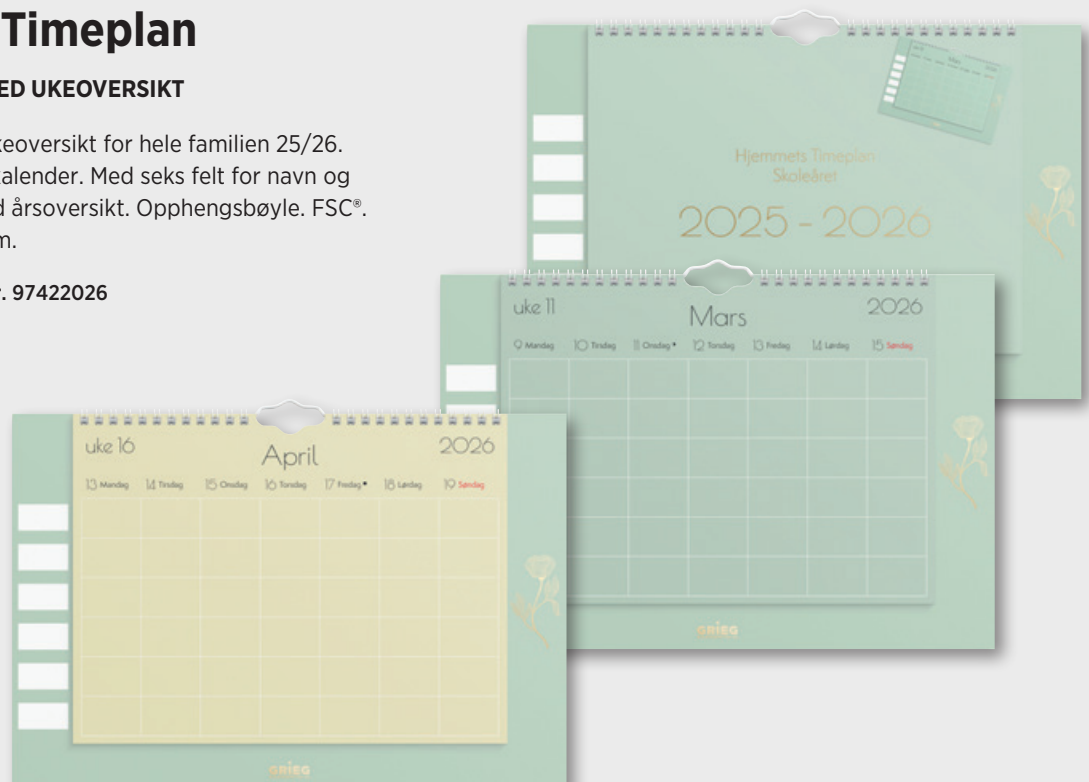 Timeplan
ED UKEOVERSIKT
keoversikt for hele familien 25/26.
kalender. Med seks felt for navn og
d årsoversikt. Opphengsbøyle. FSC®.
m.
r. 97422026
Hjemmets Timeplan
Skoleåret
2025 - 2026
uke 11 Mars 2026
9 Mandag 10 Tirsdag 11 Onsdag 12 Torsdag 13 Fredag 14 Lørdag 15 Søndag
GRIEG
uke 16 April 2026
13 Mandag 14 Tirsdag 15 Onsdag 16 Torsdag 17 Fredag 18 Lørdag 19 Søndag
GRIEG